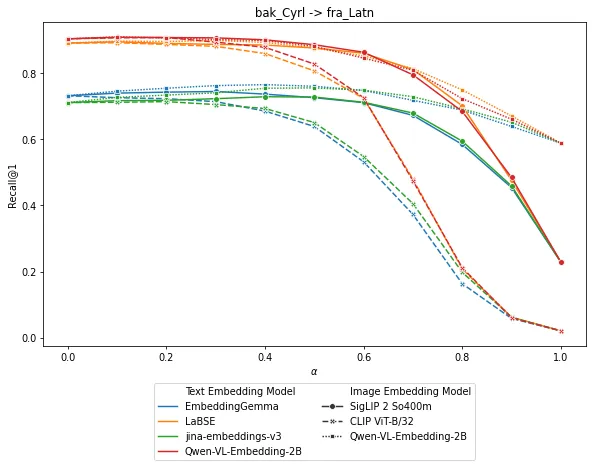 bak_Cyrl -> fra_Latn
Recall@1
0.8
0.6
0.4
0.2
0.0
0.0 0.2 0.4 0.6 0.8 1.0
α
Text Embedding Model
EmbeddingGemma
LaBSE
jina-embeddings-v3
Qwen-VL-Embedding-2B
Image Embedding Model
SigLIP 2 So400m
CLIP ViT-B/32
Qwen-VL-Embedding-2B